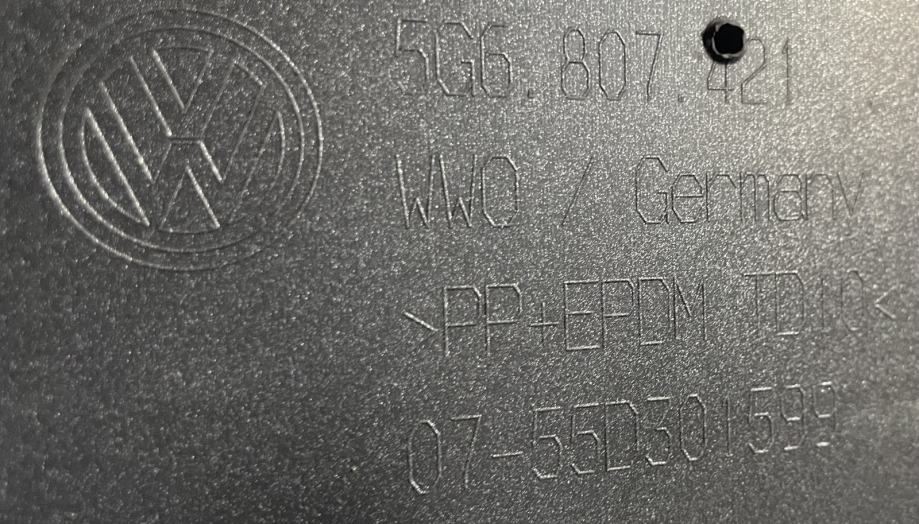 5G6.807.421
WWO / Germany
>PP+EPDM TD10<
07-55D301599